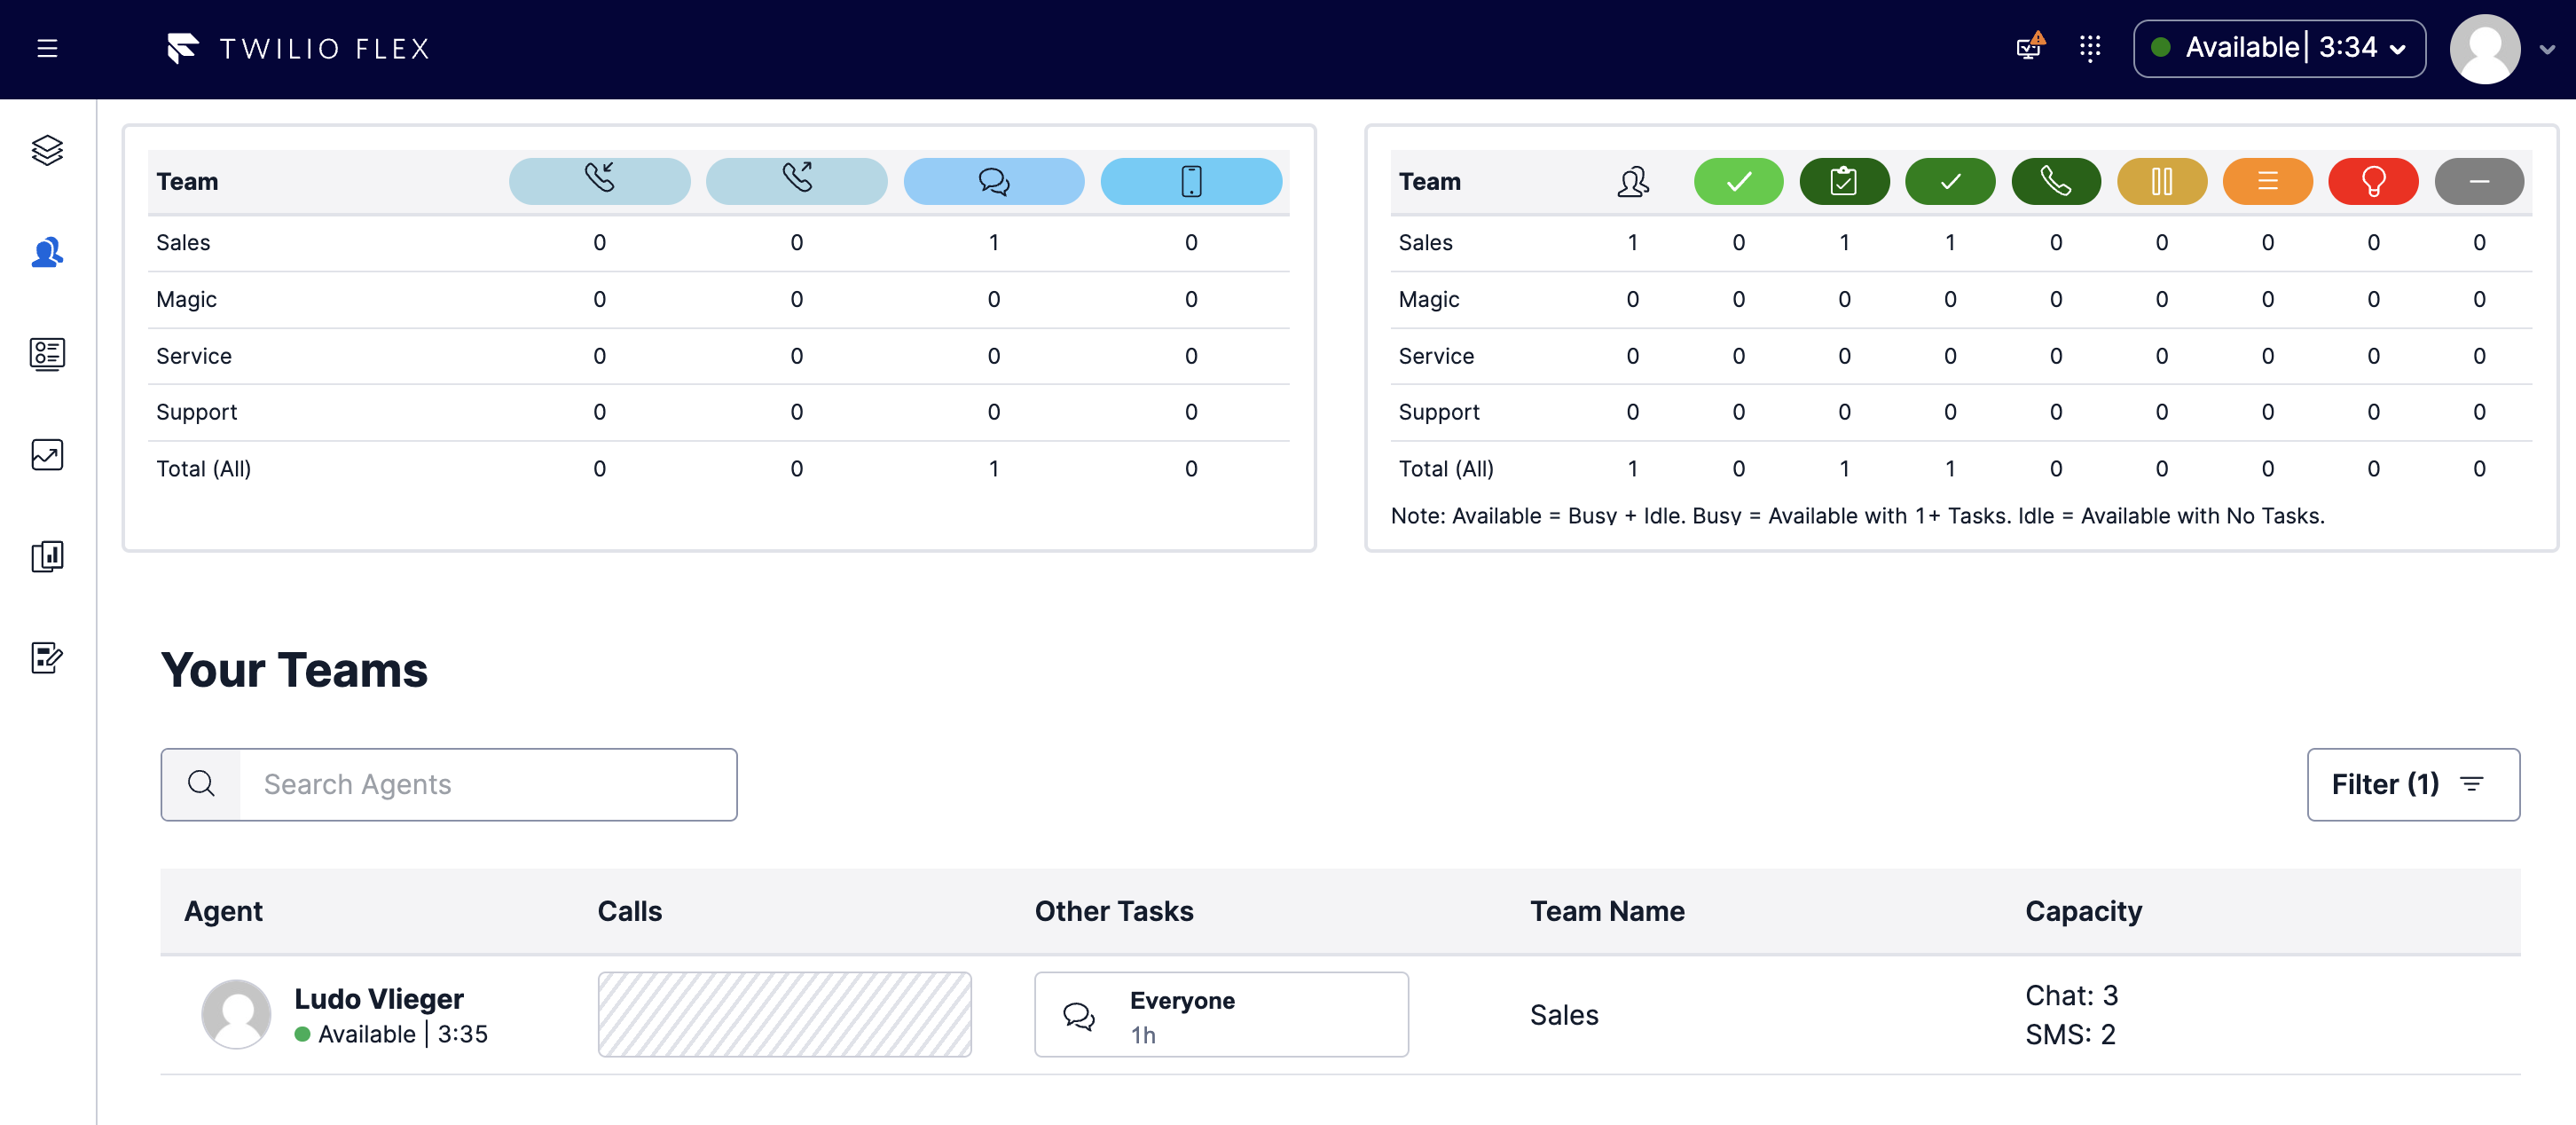 TWILIO FLEX
Available | 3:34
Team
Sales 0 0 1 0
Magic 0 0 0 0
Service 0 0 0 0
Support 0 0 0 0
Total (All) 0 0 1 0
Team
Sales 1 0 1 1 0 0 0 0 0
Magic 0 0 0 0 0 0 0 0 0
Service 0 0 0 0 0 0 0 0 0
Support 0 0 0 0 0 0 0 0 0
Total (All) 1 0 1 1 0 0 0 0 0
Note: Available = Busy + Idle. Busy = Available with 1+ Tasks. Idle = Available with No Tasks.
Your Teams
Search Agents
Filter (1)
Agent Calls Other Tasks Team Name Capacity
Ludo Vlieger
Available | 3:35
Everyone
1h
Sales
Chat: 3
SMS: 2